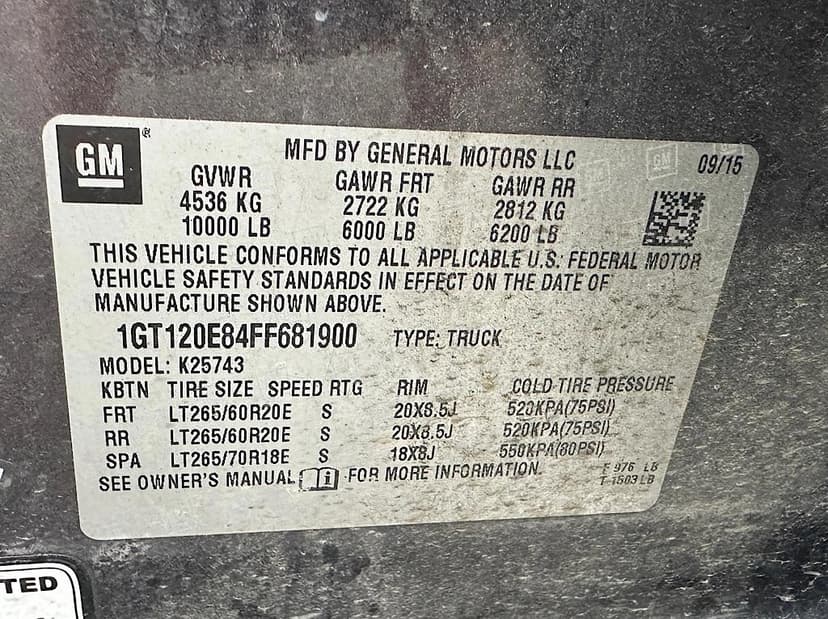 GM ®
MFD BY GENERAL MOTORS LLC 09/15
GVWR GAWR FRT GAWR RR
4536 KG 2722 KG 2812 KG
10000 LB 6000 LB 6200 LB
THIS VEHICLE CONFORMS TO ALL APPLICABLE U.S. FEDERAL MOTOR
VEHICLE SAFETY STANDARDS IN EFFECT ON THE DATE OF
MANUFACTURE SHOWN ABOVE.
1GT120E84FF681900 TYPE: TRUCK
MODEL: K25743
KBTN TIRE SIZE SPEED RTG RIM COLD TIRE PRESSURE
FRT LT265/60R20E S 20X8.5J 520KPA(75PSI)
RR LT265/60R20E S 20X8.5J 520KPA(75PSI)
SPA LT265/70R18E S 18X8J 550KPA(80PSI)
SEE OWNER'S MANUAL i FOR MORE INFORMATION.
F 976 LB
T 1503 LB
TED